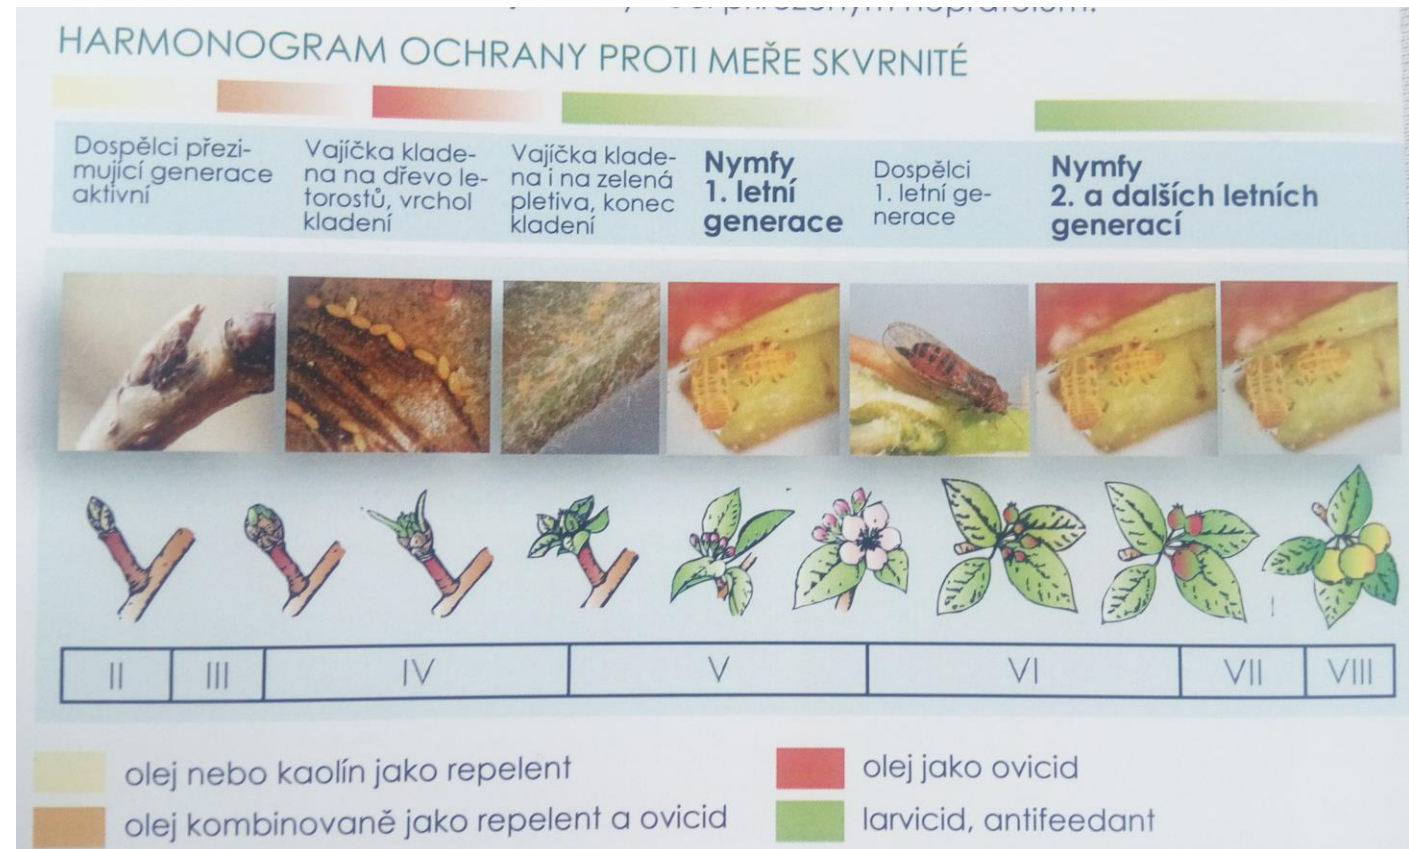 HARMONOGRAM OCHRANY PROTI MEŘE SKVRNITÉ
Dospělci přezi-
mující generace
aktivní
Vajíčka klade-
na na dřevo le-
torostů, vrchol
kladení
Vajíčka klade-
na i na zelená
pletiva, konec
kladení
Nymfy
1. letní
generace
Dospělci
1. letní ge-
nerace
Nymfy
2. a dalších letních
generací
II III IV V VI VII VIII
olej nebo kaolín jako repelent
olej kombinovaně jako repelent a ovicid
olej jako ovicid
larvicid, antifeedant